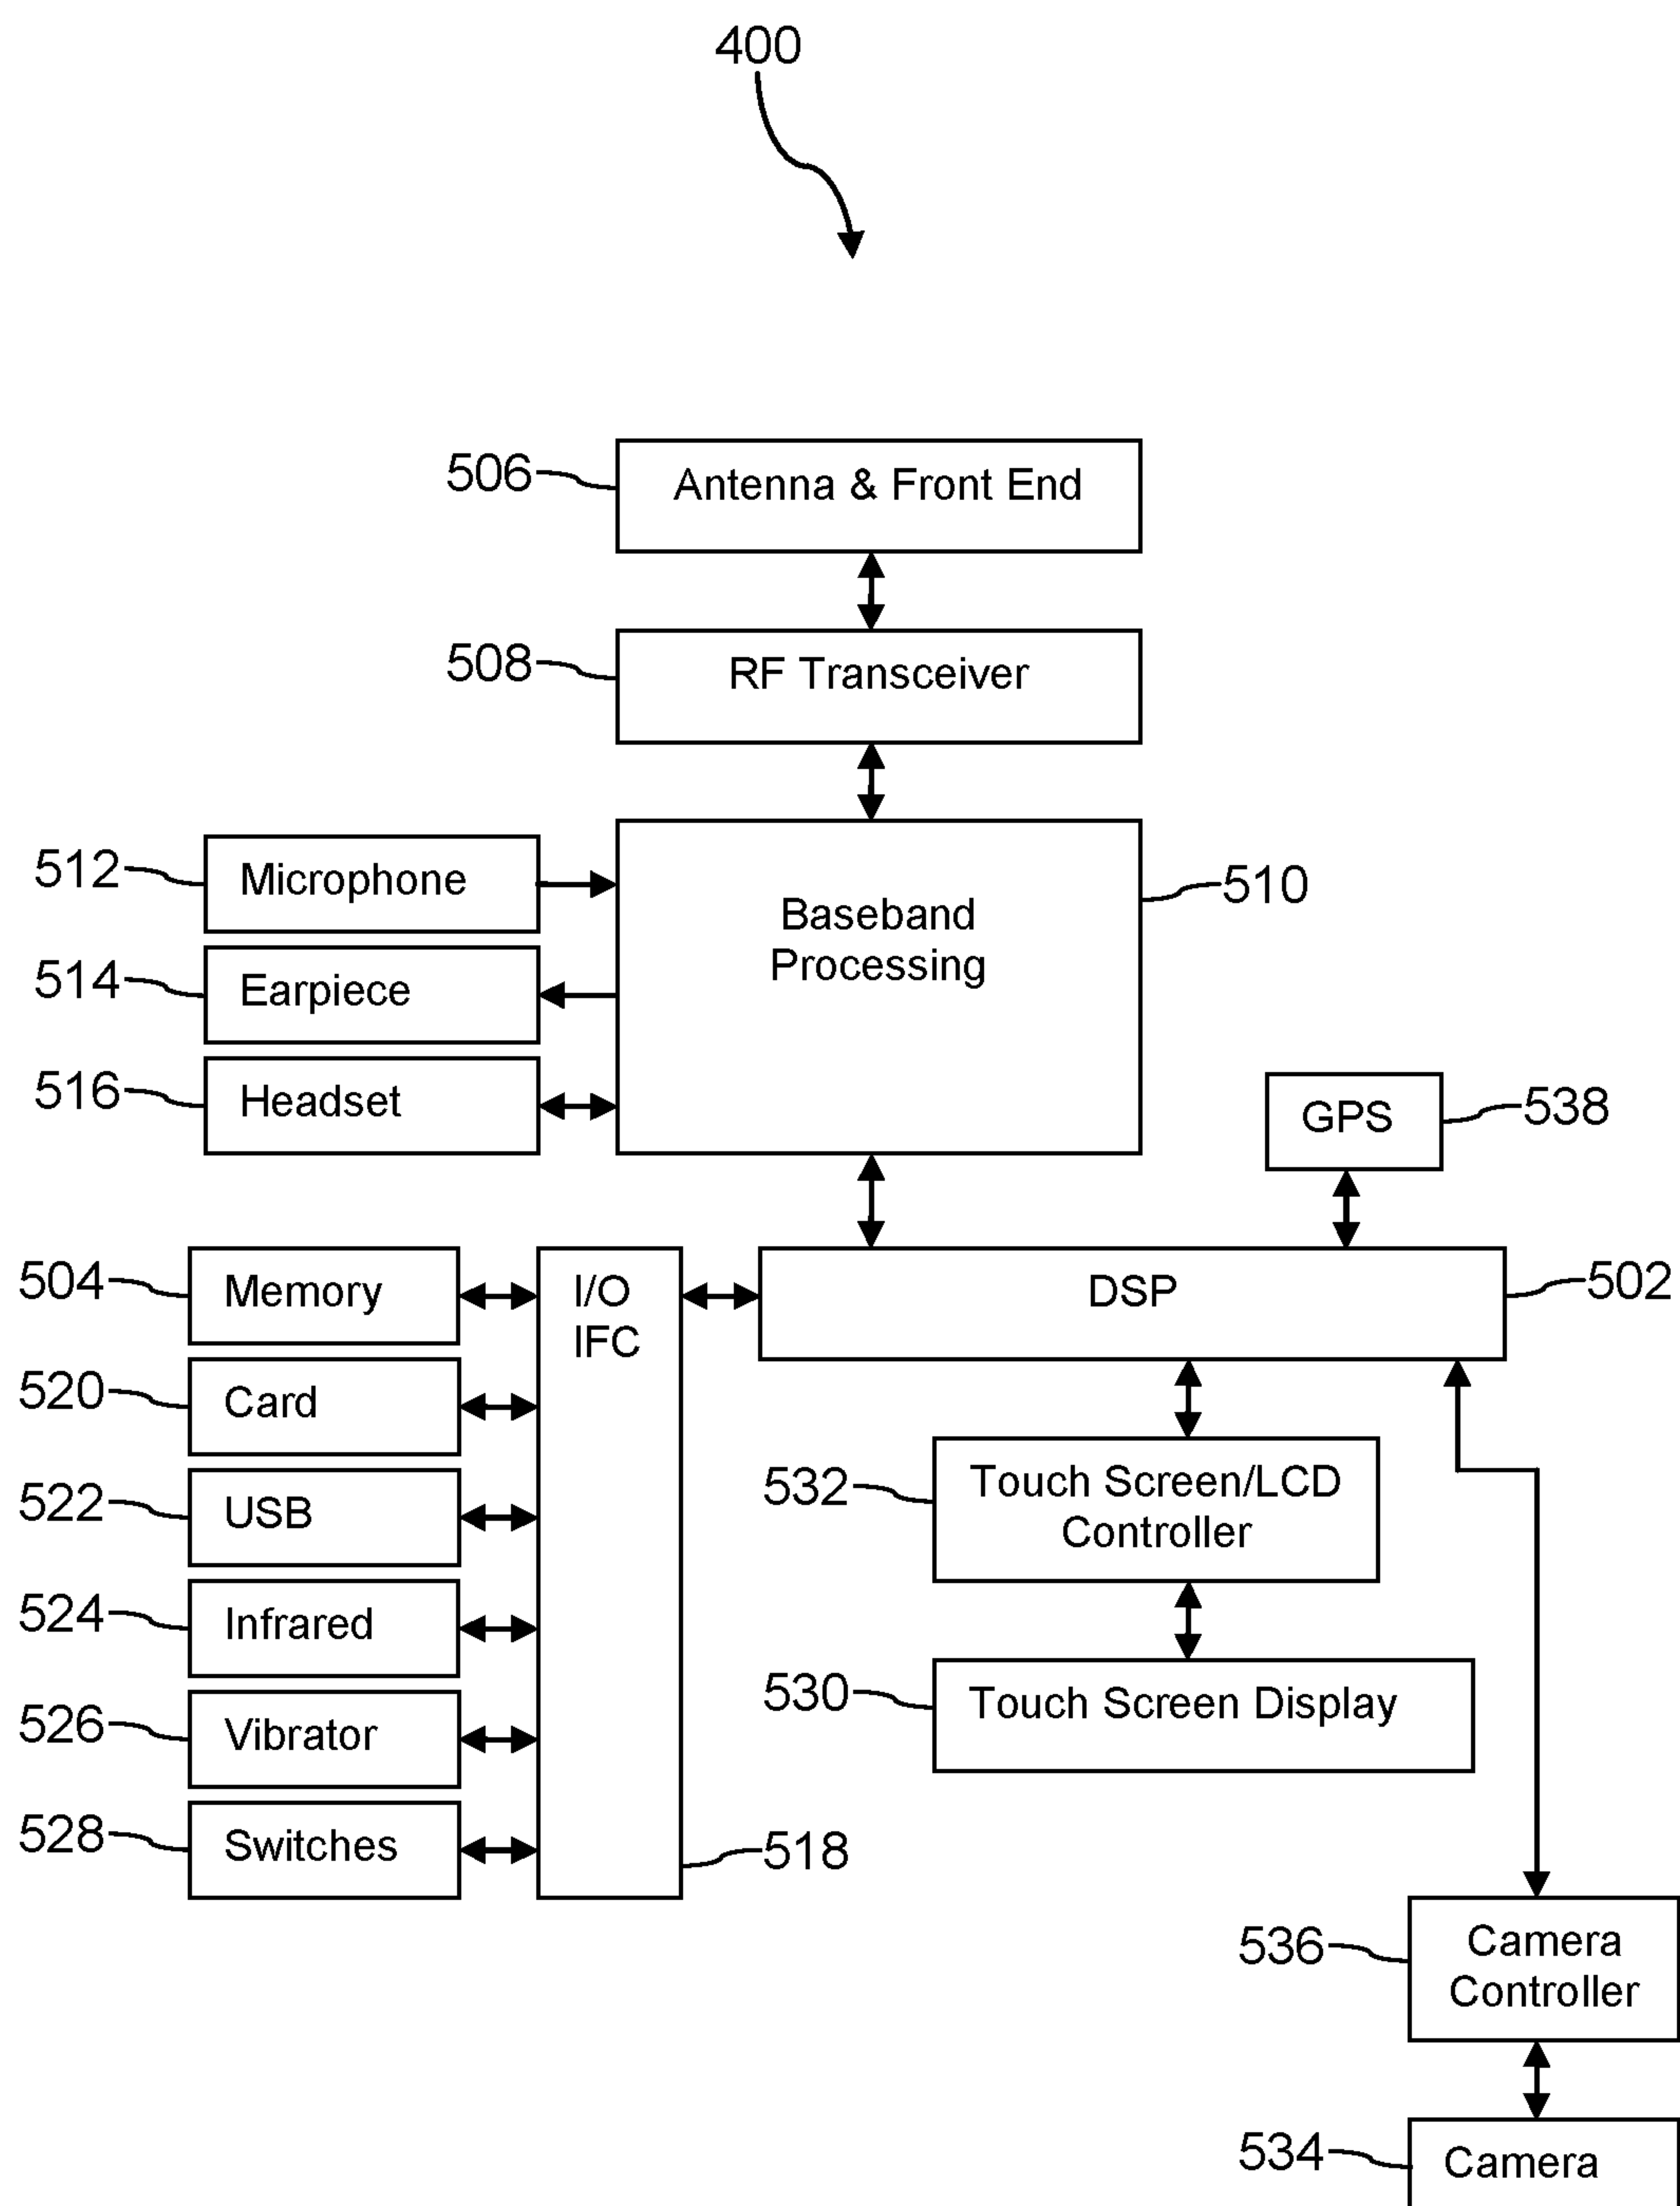 400
506
Antenna & Front End
508
RF Transceiver
512
Microphone
Baseband
Processing
510
514
Earpiece
516
Headset
GPS
538
504
Memory
I/O
IFC
DSP
502
520
Card
522
USB
532
Touch Screen/LCD
Controller
524
Infrared
526
Vibrator
530
Touch Screen Display
528
Switches
518
536
Camera
Controller
534
Camera